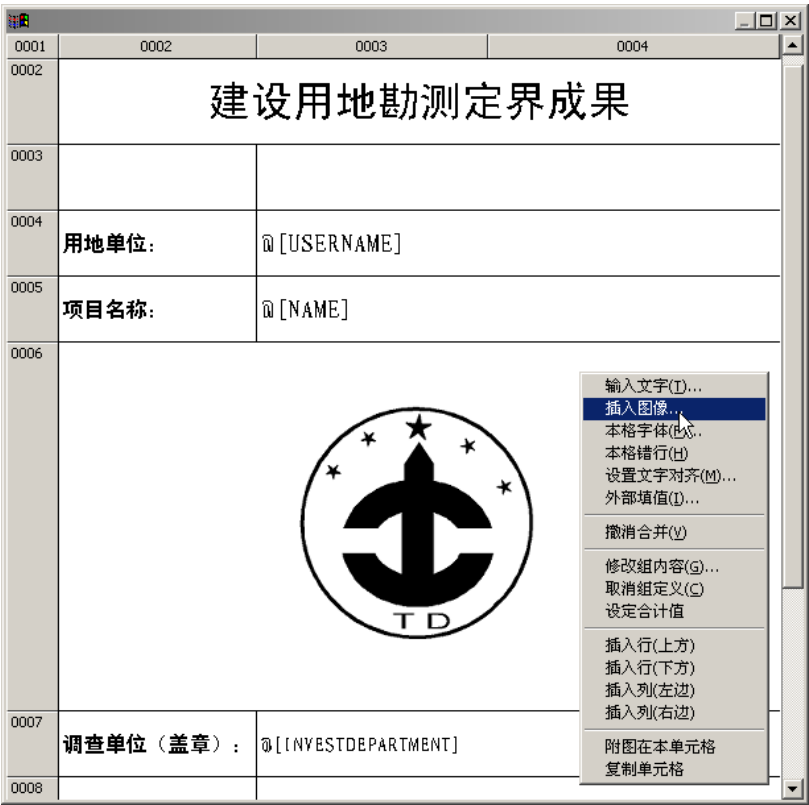 0001 0002 0003 0004
0002
建设用地勘测定界成果
0003
0004
用地单位： @[USERNAME]
0005
项目名称： @[NAME]
0006
TD
输入文字(T)...
插入图像...
本格字体(F)...
本格错行(H)
设置文字对齐(M)...
外部填值(I)...
撤消合并(V)
修改组内容(G)...
取消组定义(C)
设定合计值
插入行(上方)
插入行(下方)
插入列(左边)
插入列(右边)
附图在本单元格
复制单元格
0007
调查单位（盖章）： @[INVESTDEPARTMENT]
0008